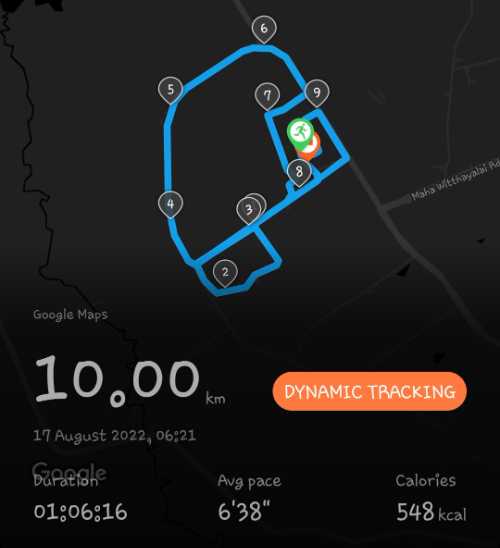 6
5
9
7
8
4
3
2
Maha Witthayalai Rd
Google Maps
10.00 km
DYNAMIC TRACKING
17 August 2022, 06:21
Google
Duration
Avg pace
Calories
01:06:16
6'38"
548 kcal